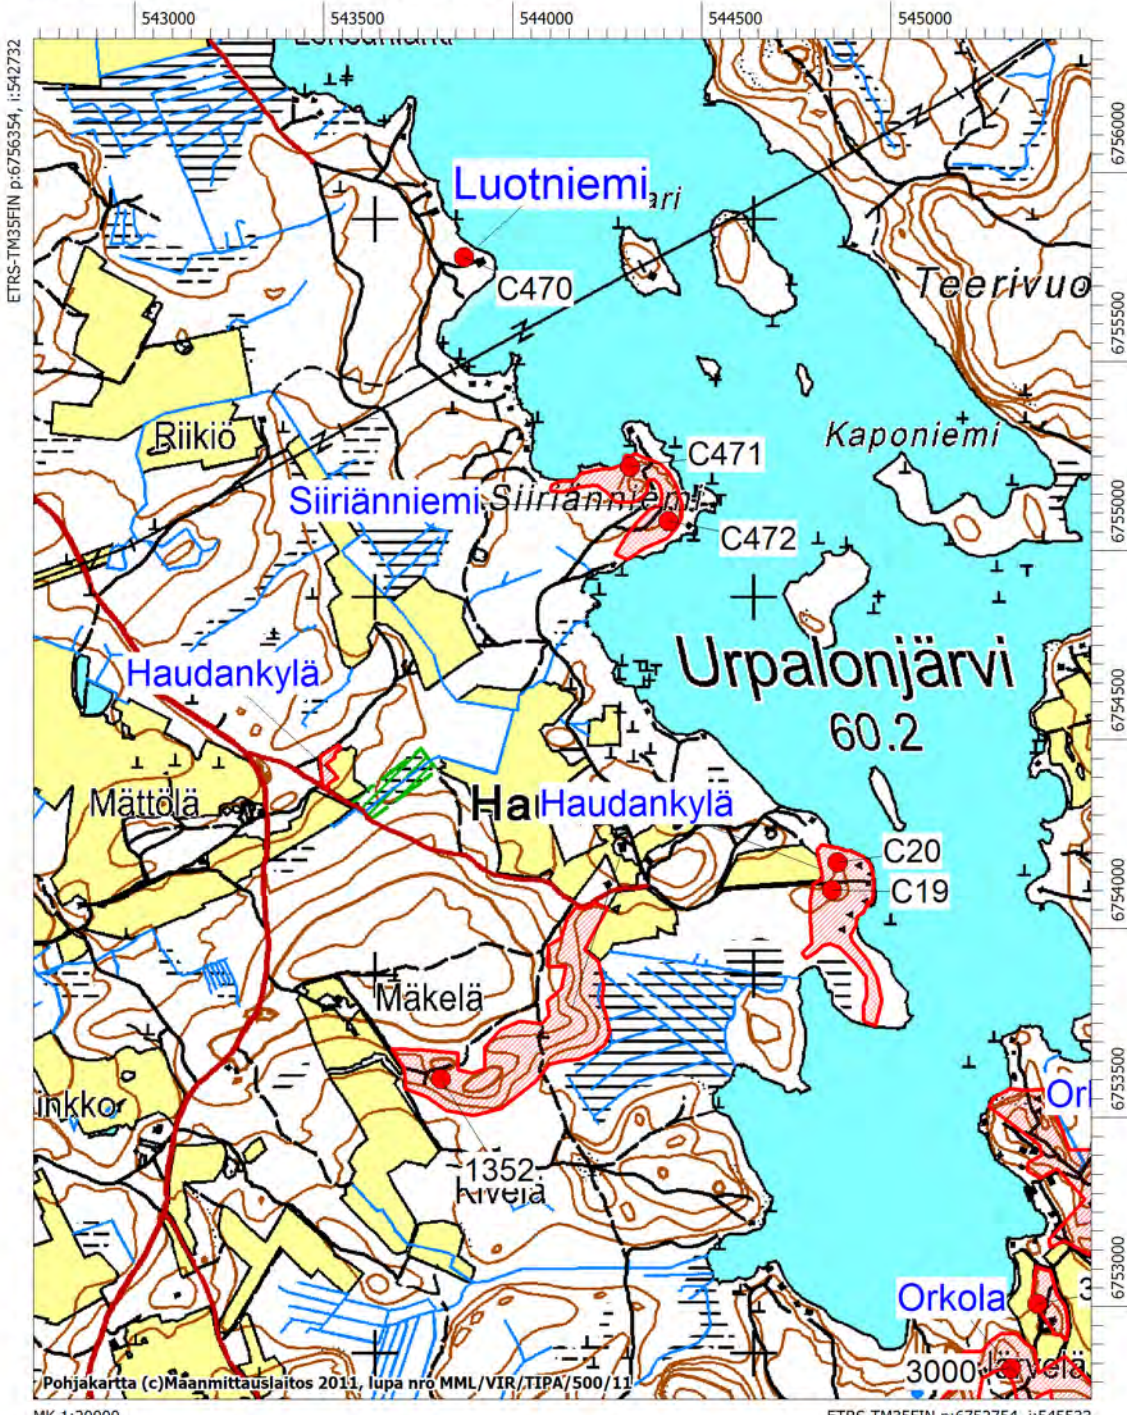 543000
543500
544000
544500
545000
ETRS-TM35FIN p:6756354, i:542732
6756000
Luotniemi
C470
Teerivuo
6755500
Riikiö
Kaponiemi
C471
Siiriänniemi
Siiriänniemi
6755000
C472
Urpalonjärvi
60.2
Haudankylä
6754500
Mättölä
Haudankylä
C20
C19
6754000
Mäkelä
6753500
inkko
1352
Kivelä
6753000
Orkola
3000
Järvelä
Pohjakartta (c)Maanmittauslaitos 2011, lupa nro MML/VIR/TIPA/500/11